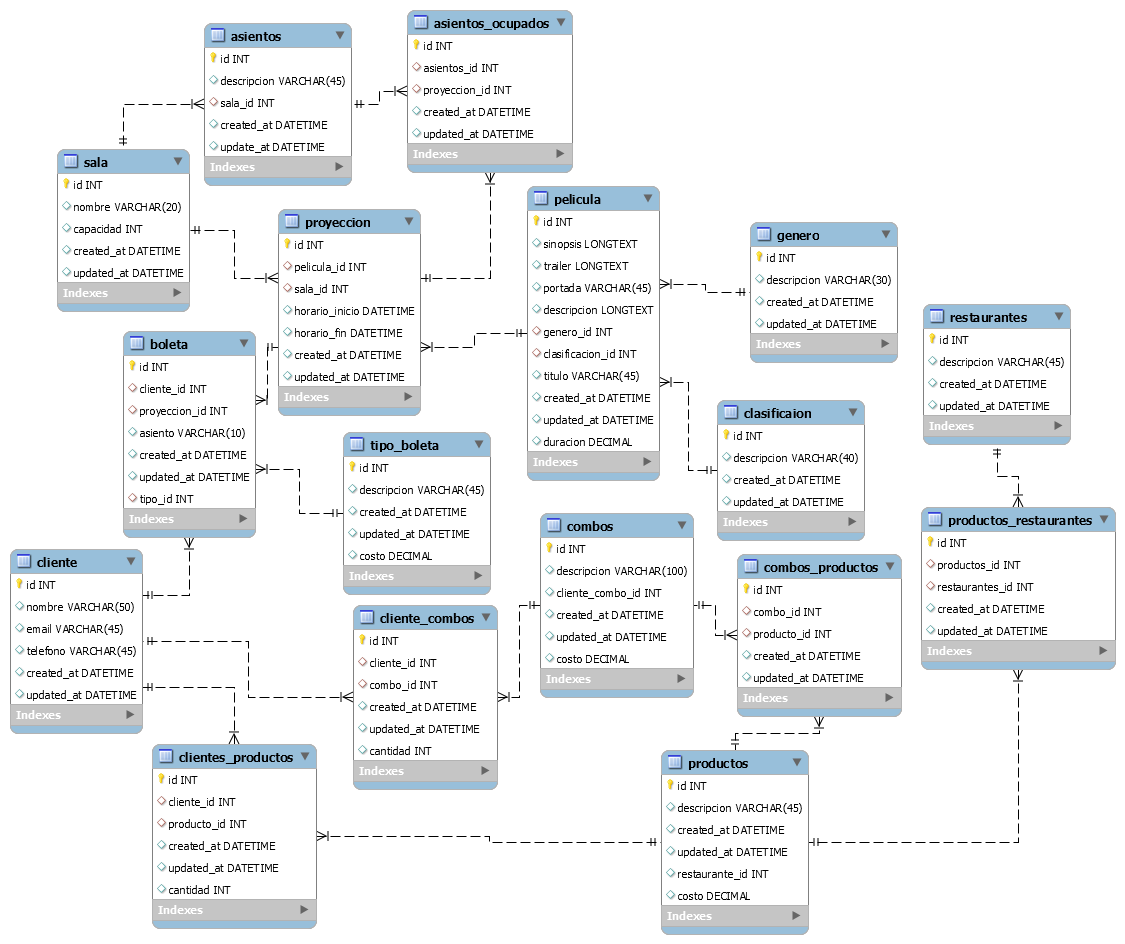 asientos
id INT
descripcion VARCHAR(45)
sala_id INT
created_at DATETIME
update_at DATETIME
Indexes
asientos_ocupados
id INT
asientos_id INT
proyeccion_id INT
created_at DATETIME
updated_at DATETIME
Indexes
sala
id INT
nombre VARCHAR(20)
capacidad INT
created_at DATETIME
updated_at DATETIME
Indexes
proyeccion
id INT
pelicula_id INT
sala_id INT
horario_inicio DATETIME
horario_fin DATETIME
created_at DATETIME
updated_at DATETIME
Indexes
pelicula
id INT
sinopsis LONGTEXT
trailer LONGTEXT
portada VARCHAR(45)
descripcion LONGTEXT
genero_id INT
clasificacion_id INT
titulo VARCHAR(45)
created_at DATETIME
updated_at DATETIME
duracion DECIMAL
Indexes
genero
id INT
descripcion VARCHAR(30)
created_at DATETIME
updated_at DATETIME
Indexes
restaurantes
id INT
descripcion VARCHAR(45)
created_at DATETIME
updated_at DATETIME
Indexes
boleta
id INT
cliente_id INT
proyeccion_id INT
asiento VARCHAR(10)
created_at DATETIME
updated_at DATETIME
tipo_id INT
Indexes
tipo_boleta
id INT
descripcion VARCHAR(45)
created_at DATETIME
updated_at DATETIME
costo DECIMAL
Indexes
clasificaion
id INT
descripcion VARCHAR(40)
created_at DATETIME
updated_at DATETIME
Indexes
productos_restaurantes
id INT
productos_id INT
restaurantes_id INT
created_at DATETIME
updated_at DATETIME
Indexes
cliente
id INT
nombre VARCHAR(50)
email VARCHAR(45)
telefono VARCHAR(45)
created_at DATETIME
updated_at DATETIME
Indexes
cliente_combos
id INT
cliente_id INT
combo_id INT
created_at DATETIME
updated_at DATETIME
cantidad INT
Indexes
combos
id INT
descripcion VARCHAR(100)
cliente_combo_id INT
created_at DATETIME
updated_at DATETIME
costo DECIMAL
Indexes
combos_productos
id INT
combo_id INT
producto_id INT
created_at DATETIME
updated_at DATETIME
Indexes
clientes_productos
id INT
cliente_id INT
producto_id INT
created_at DATETIME
updated_at DATETIME
cantidad INT
Indexes
productos
id INT
descripcion VARCHAR(45)
created_at DATETIME
updated_at DATETIME
restaurante_id INT
costo DECIMAL
Indexes